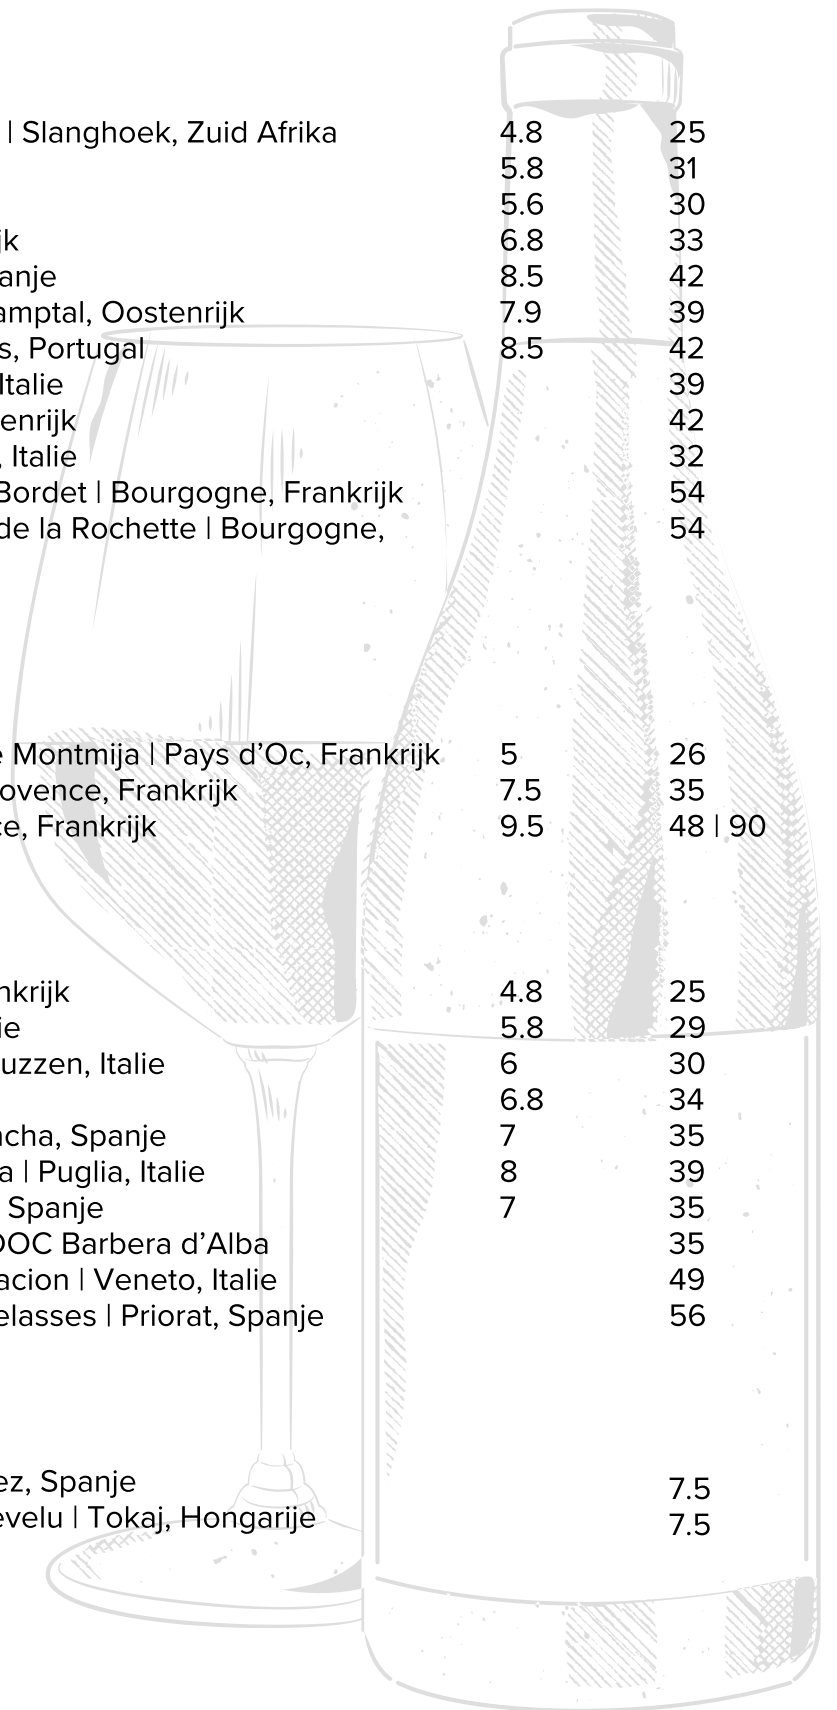 | Slanghoek, Zuid Afrika 4.8 25
5.8 31
5.6 30
jk 6.8 33
anje 8.5 42
amptal, Oostenrijk 7.9 39
s, Portugal 8.5 42
Italie 39
enrijk 42
, Italie 32
Bordet | Bourgogne, Frankrijk 54
de la Rochette | Bourgogne, 54
e Montmija | Pays d’Oc, Frankrijk 5 26
ovence, Frankrijk 7.5 35
ce, Frankrijk 9.5 48 | 90
nkrijk 4.8 25
ie 5.8 29
uzzen, Italie 6 30
6.8 34
ncha, Spanje 7 35
a | Puglia, Italie 8 39
Spanje 7 35
DOC Barbera d’Alba 35
acion | Veneto, Italie 49
elasses | Priorat, Spanje 56
ez, Spanje 7.5
evelu | Tokaj, Hongarije 7.5